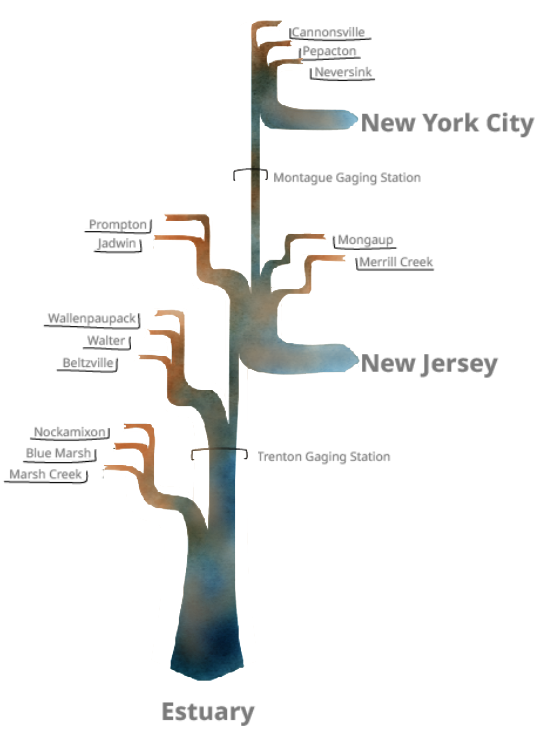 Cannonsville
Pepacton
Neversink
New York City
Montague Gaging Station
Prompton
Jadwin
Mongaup
Merrill Creek
Wallenpaupack
Walter
Beltzville
New Jersey
Nockamixon
Blue Marsh
Marsh Creek
Trenton Gaging Station
Estuary